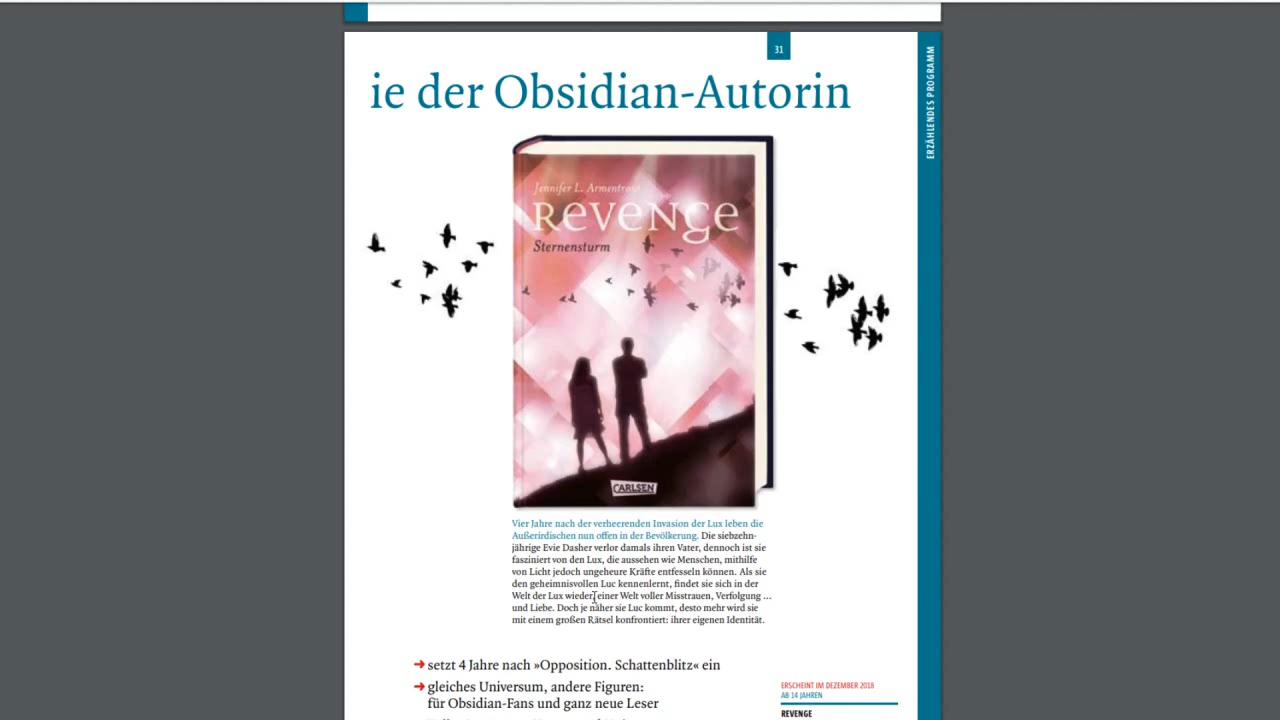 31
ERZÄHLENDES PROGRAMM
ie der Obsidian-Autorin
Jennifer L. Armentrout
REVENGE
Sternensturm
CARLSEN
Vier Jahre nach der verheerenden Invasion der Lux leben die
Außerirdischen nun offen in der Bevölkerung. Die siebzehn-
jährige Evie Dasher verlor damals ihren Vater, dennoch ist sie
fasziniert von den Lux, die aussehen wie Menschen, mithilfe
von Licht jedoch ungeheure Kräfte entfesseln können. Als sie
den geheimnisvollen Luc kennenlernt, findet sie sich in der
Welt der Lux wieder, einer Welt voller Misstrauen, Verfolgung ...
und Liebe. Doch je näher sie Luc kommt, desto mehr wird sie
mit einem großen Rätsel konfrontiert: ihrer eigenen Identität.
➜ setzt 4 Jahre nach »Opposition. Schattenblitz« ein
➜ gleiches Universum, andere Figuren:
für Obsidian-Fans und ganz neue Leser
ERSCHEINT IM DEZEMBER 2018
AB 14 JAHREN
REVENGE